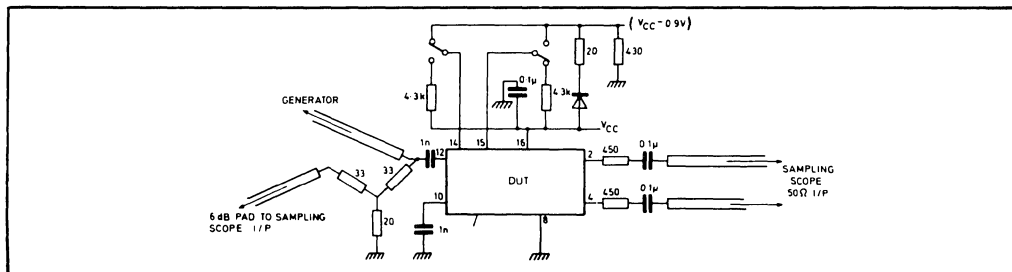 (VCC-0.9V)
20
430
0.1μ
4.3k
4.3k
GENERATOR
VCC
1n
12
14
15
16
2
450
0.1μ
33
33
DUT
SAMPLING
SCOPE
50Ω I/P
10
4
450
0.1μ
6dB PAD TO SAMPLING
SCOPE I/P
20
1n
8